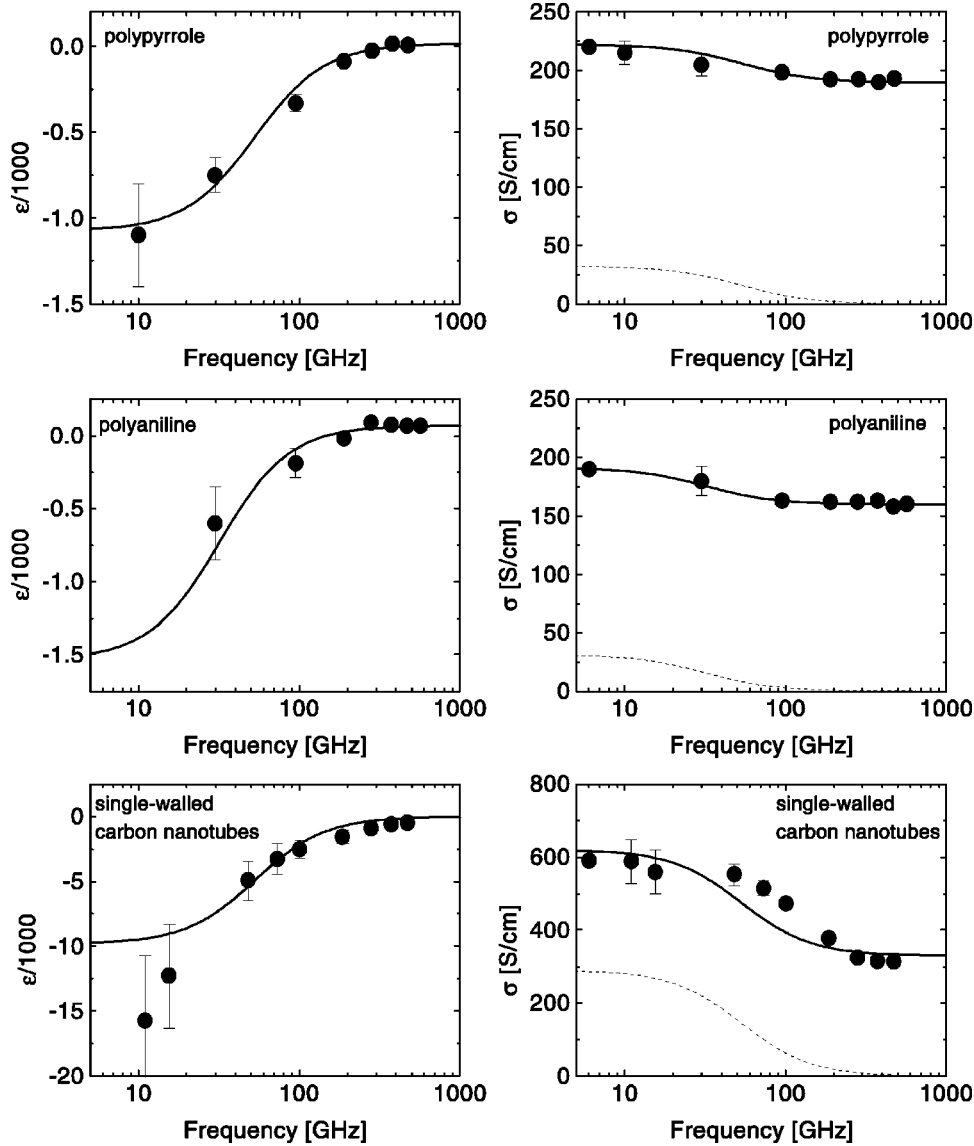 polypyrrole
0.0
-0.5
-1.0
-1.5
ε/1000
10
100
1000
Frequency [GHz]
polypyrrole
250
200
150
100
50
0
σ [S/cm]
10
100
1000
Frequency [GHz]
polyaniline
0.0
-0.5
-1.0
-1.5
ε/1000
10
100
1000
Frequency [GHz]
polyaniline
250
200
150
100
50
0
σ [S/cm]
10
100
1000
Frequency [GHz]
single-walled
carbon nanotubes
0
-5
-10
-15
-20
ε/1000
10
100
1000
Frequency [GHz]
single-walled
carbon nanotubes
800
600
400
200
0
σ [S/cm]
10
100
1000
Frequency [GHz]